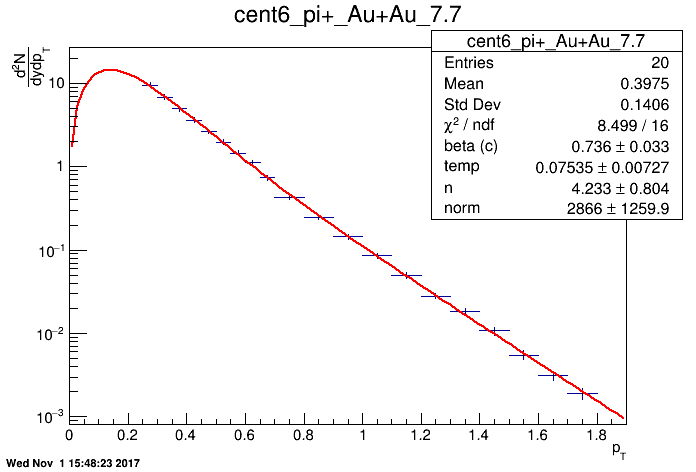 cent6_pi+_Au+Au_7.7
cent6_pi+_Au+Au_7.7
Entries 20
Mean 0.3975
Std Dev 0.1406
χ² / ndf 8.499 / 16
beta (c) 0.736 ± 0.033
temp 0.07535 ± 0.00727
n 4.233 ± 0.804
norm 2866 ± 1259.9
d²N
dydp_T
10
1
10⁻¹
10⁻²
10⁻³
0 0.2 0.4 0.6 0.8 1 1.2 1.4 1.6 1.8
p_T
Wed Nov 1 15:48:23 2017